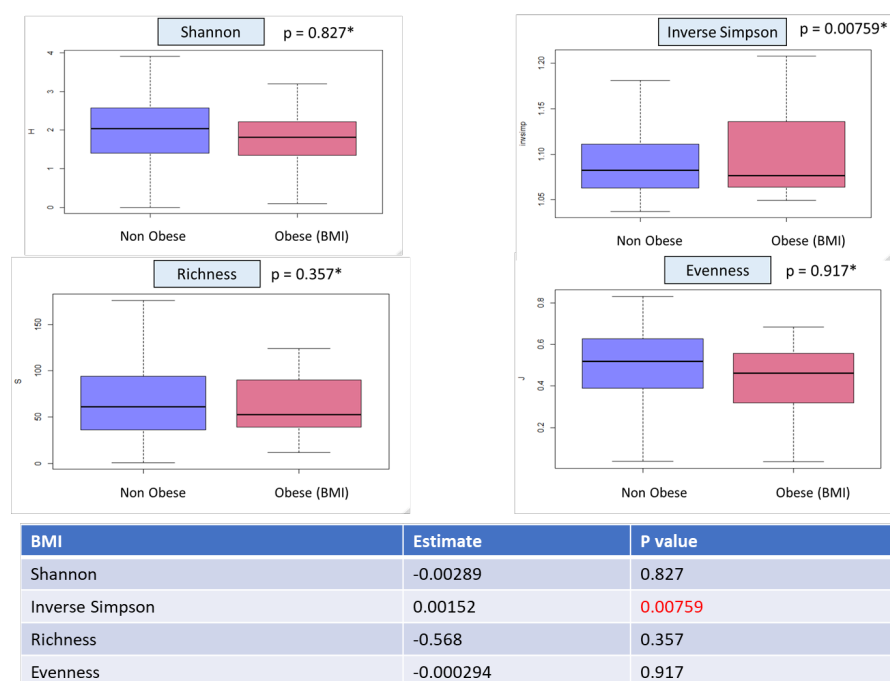 Shannon p = 0.827*
4
3
2
1
0
H
Non Obese Obese (BMI)
Inverse Simpson p = 0.00759*
1.20
1.15
1.10
1.05
invsimp
Non Obese Obese (BMI)
Richness p = 0.357*
150
100
50
0
S
Non Obese Obese (BMI)
Evenness p = 0.917*
0.8
0.6
0.4
0.2
J
Non Obese Obese (BMI)
BMI Estimate P value
Shannon -0.00289 0.827
Inverse Simpson 0.00152 0.00759
Richness -0.568 0.357
Evenness -0.000294 0.917